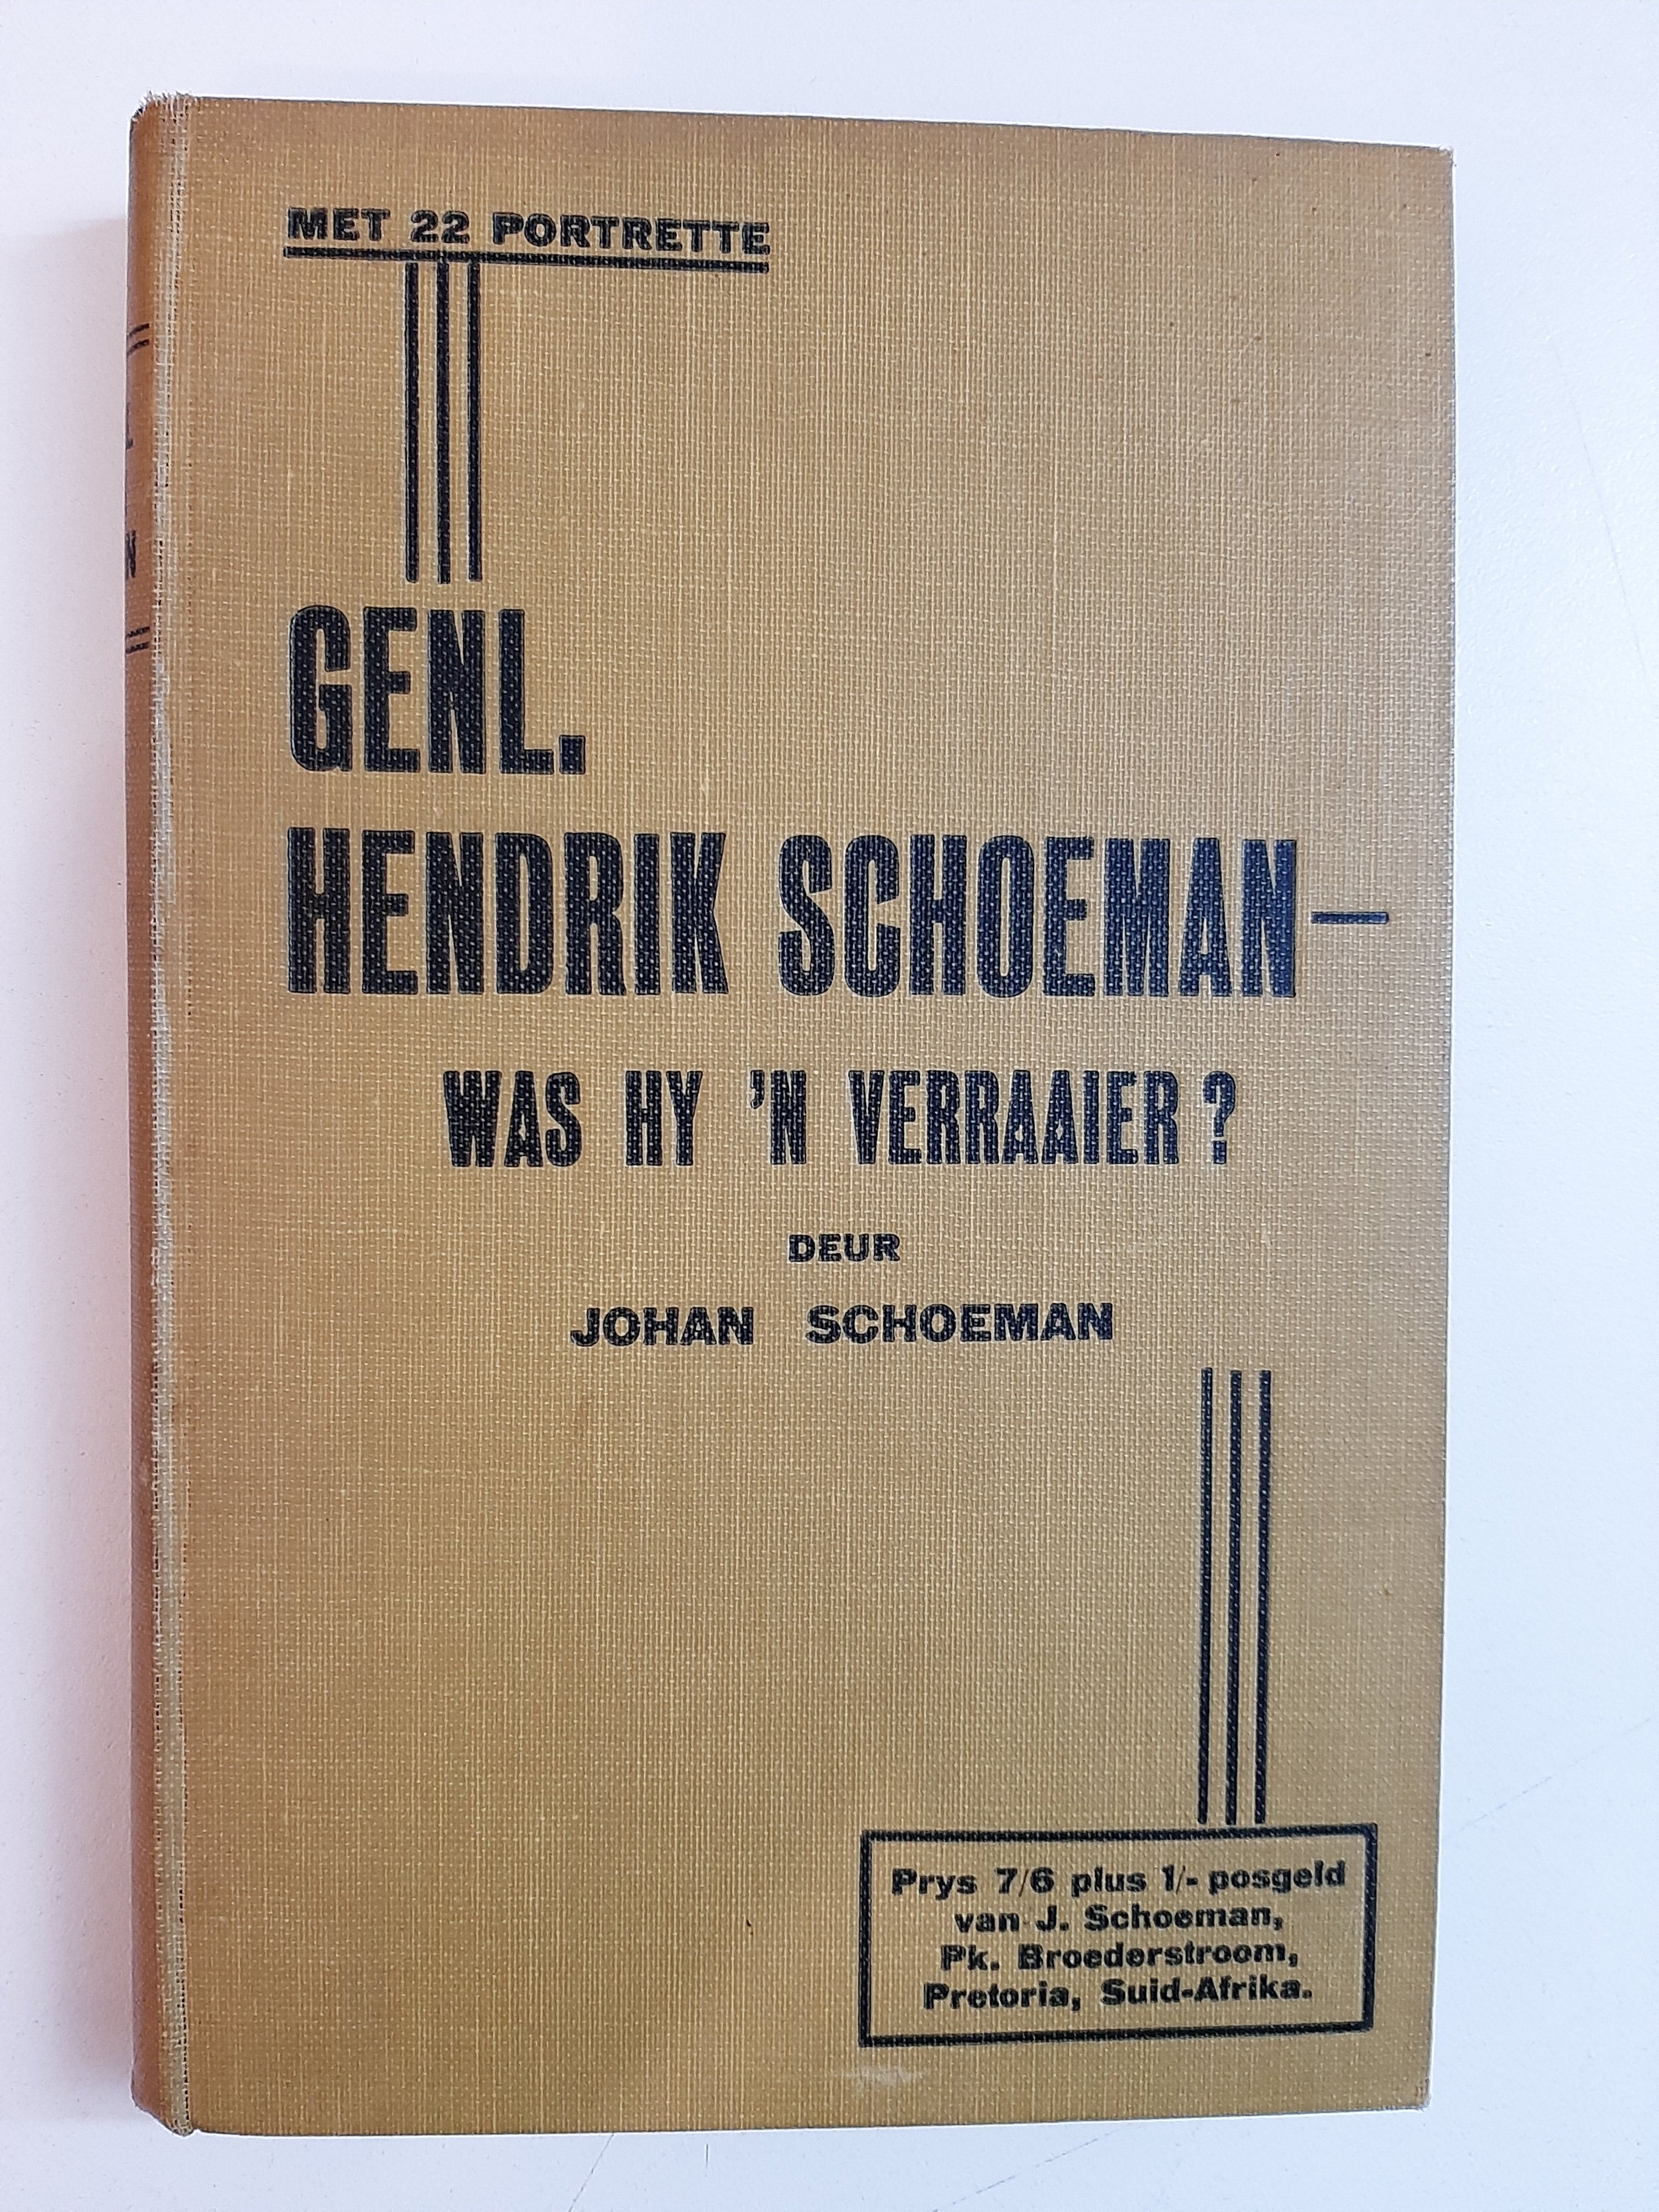 MET 22 PORTRETTE
GENL.
HENDRIK SCHOEMAN—
WAS HY 'N VERRAAIER?
DEUR
JOHAN SCHOEMAN
Prys 7/6 plus 1/- posgeld
van J. Schoeman,
Pk. Broederstroom,
Pretoria, Suid-Afrika.